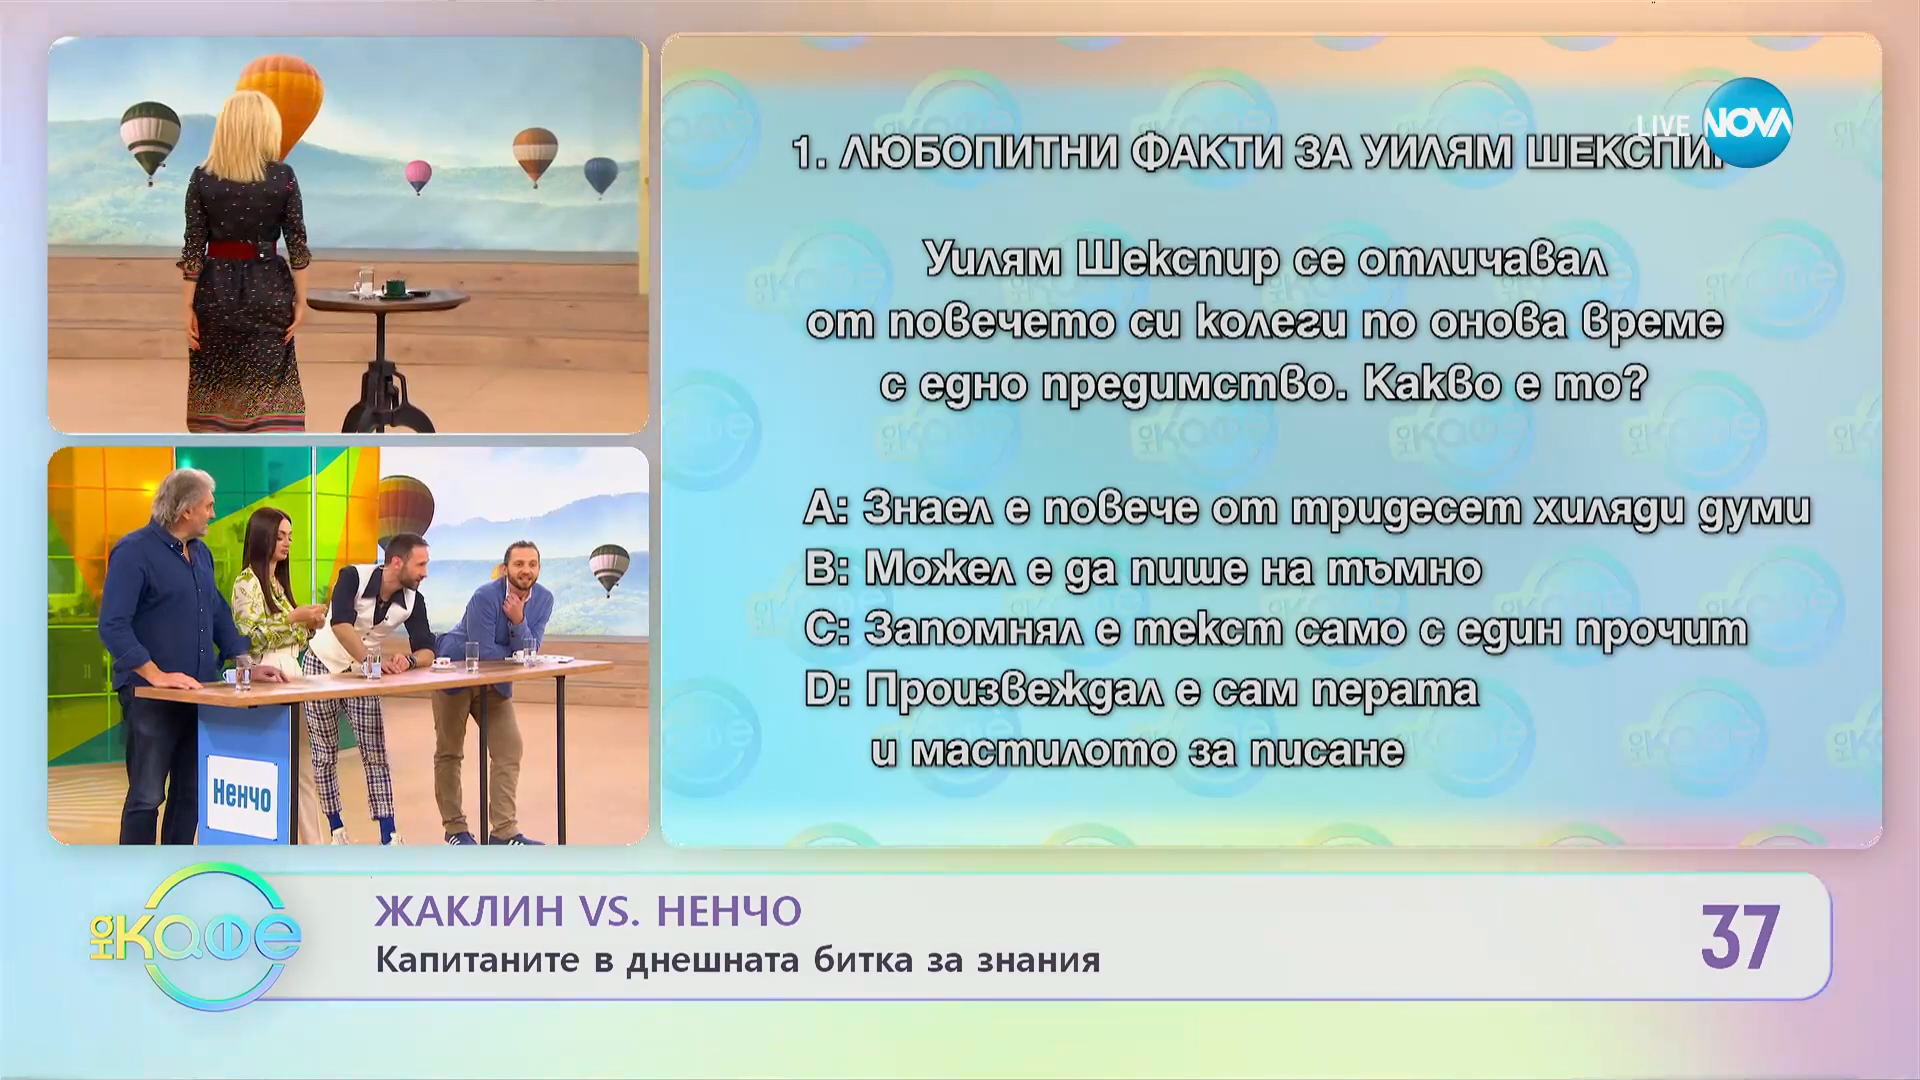 LIVE NOVA
1. ЛЮБОПИТНИ ФАКТИ ЗА УИЛЯМ
Уилям Шекспир се отличавал
от повечето си колеги по онова време
с едно предимство. Какво е то?
A: Знаел е повече от тридесет хиляди думи
B: Можел е да пише на тъмно
C: Запомнял е текст само с един прочит
D: Произвеждал е сам перата
и мастилото за писане
Ненчо
на кафе
ЖАКЛИН VS. НЕНЧО
Капитаните в днешната битка за знания
37